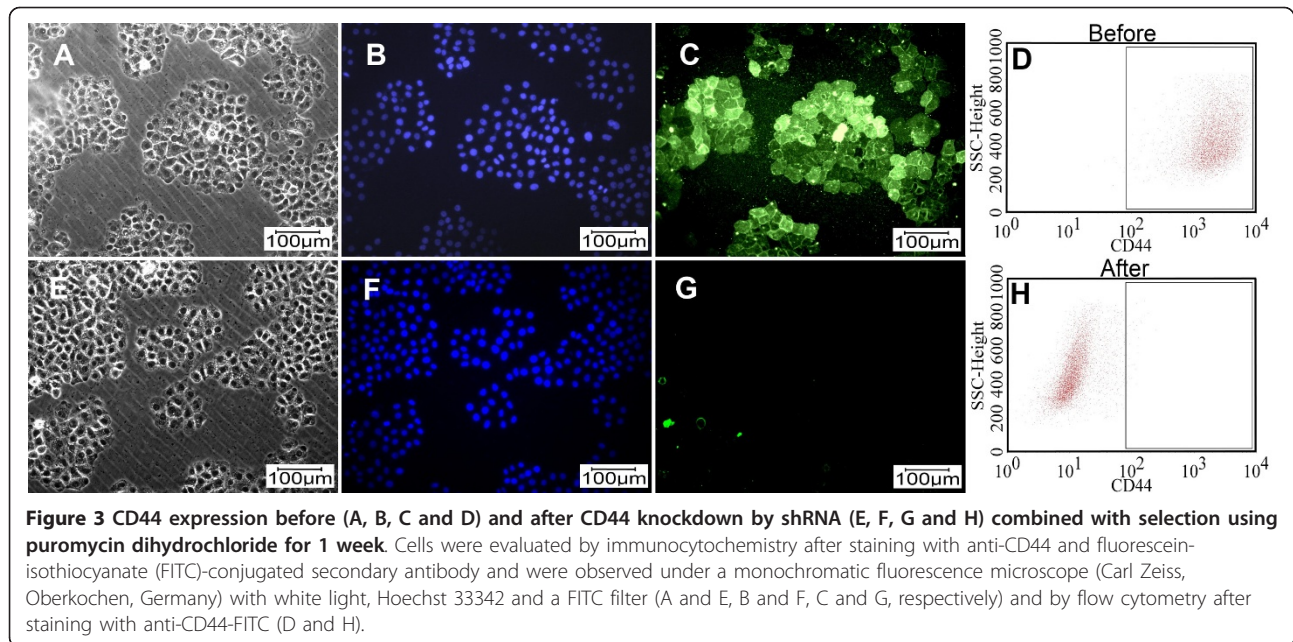 A
100μm
B
100μm
C
100μm
D
Before
SSC-Height
0 200 400 600 800 1000
10^0 10^1 10^2 10^3 10^4
CD44
E
100μm
F
100μm
G
100μm
H
After
SSC-Height
0 200 400 600 800 1000
10^0 10^1 10^2 10^3 10^4
CD44
Figure 3 CD44 expression before (A, B, C and D) and after CD44 knockdown by shRNA (E, F, G and H) combined with selection using
puromycin dihydrochloride for 1 week. Cells were evaluated by immunocytochemistry after staining with anti-CD44 and fluorescein-
isothiocyanate (FITC)-conjugated secondary antibody and were observed under a monochromatic fluorescence microscope (Carl Zeiss,
Oberkochen, Germany) with white light, Hoechst 33342 and a FITC filter (A and E, B and F, C and G, respectively) and by flow cytometry after
staining with anti-CD44-FITC (D and H).